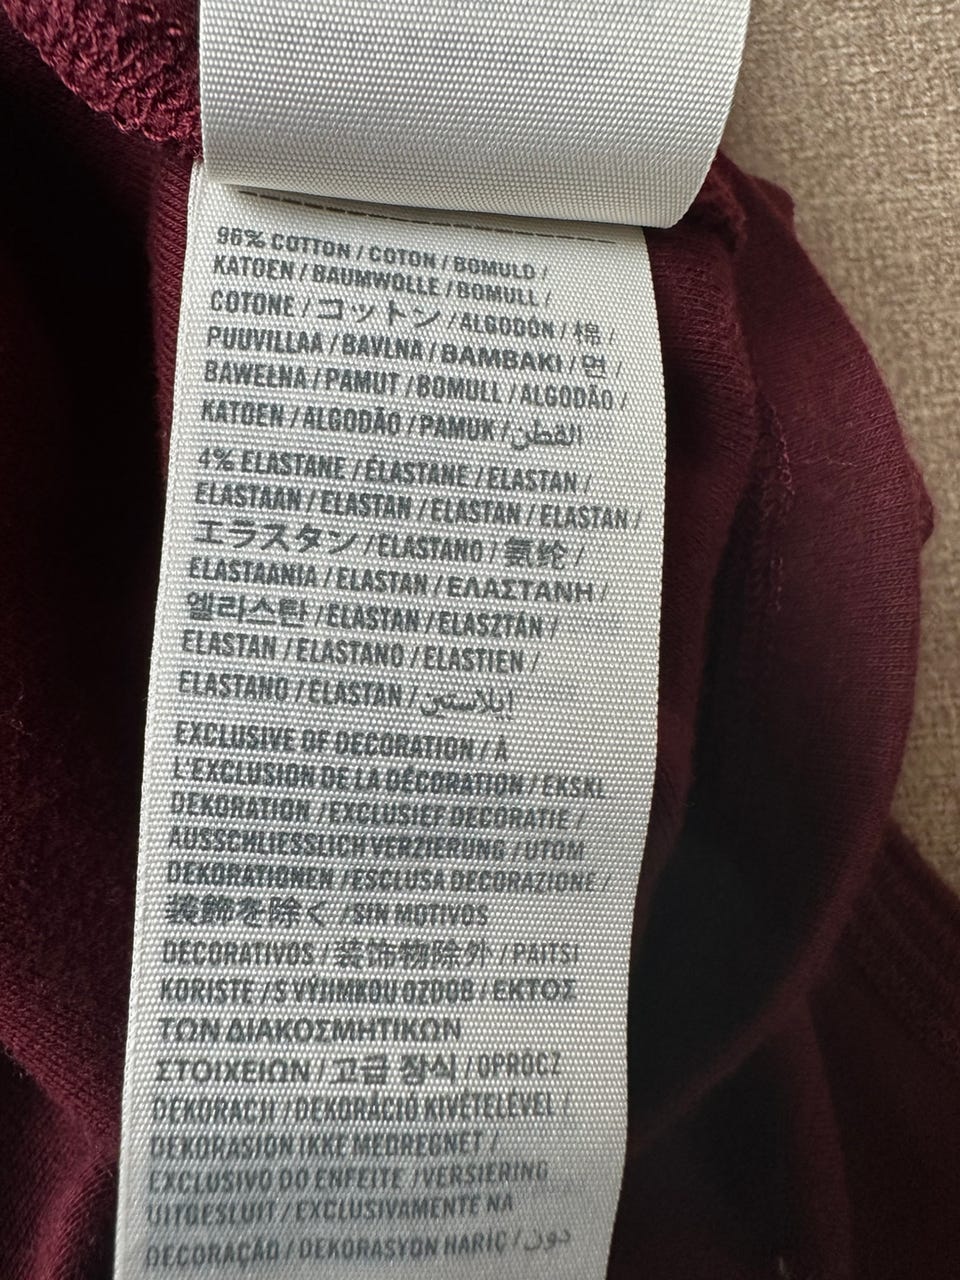 96% COTTON / COTON / BOMULD /
KATOEN / BAUMWOLLE / BOMULL /
COTONE / コットン / ALGODÓN / 棉 /
PUUVILLAA / BAVLNA / BAMBAKI / 면 /
BAWEŁNA / PAMUT / BOMULL / ALGODÃO /
KATOEN / ALGODÃO / PAMUK / القطن
4% ELASTANE / ÉLASTANE / ELASTAN /
ELASTAAN / ELASTAN / ELASTAN / ELASTAN /
エラスタン / ELASTANO / 氨纶 /
ELASTAANIA / ELASTAN / ΕΛΑΣΤΑΝΗ /
엘리스탄 / ELASTAN / ELASZTÁN /
ELASTAN / ELASTANO / ELASTIEN /
ELASTANO / ELASTAN / إيلاستين
EXCLUSIVE OF DECORATION / À
L'EXCLUSION DE LA DÉCORATION / EKSKL
DEKORATION / EXCLUSIEF DECORATIE /
AUSSCHLIESSLICH VERZIERUNG / UTOM
DEKORATIONEN / ESCLUSA DECORAZIONE /
装飾を除く / SIN MOTIVOS
DECORATIVOS / 装饰物除外 / PAITSI
KORISTE / S VÝJIMKOU OZDOB / ΕΚΤΟΣ
ΤΩΝ ΔΙΑΚΟΣΜΗΤΙΚΩΝ
ΣΤΟΙΧΕΙΩΝ / 고급 장식 / OPRÓCZ
DEKORACJI / DEKORÁCIÓ KIVÉTELÉVEL /
DEKORASJON IKKE MEDREGNET /
EXCLUSIVO DO ENFEITE / VERSIERING
UITGESLUIT / EXCLUSIVAMENTE NA
DECORAÇÃO / DEKORASYON HARIÇ / دون